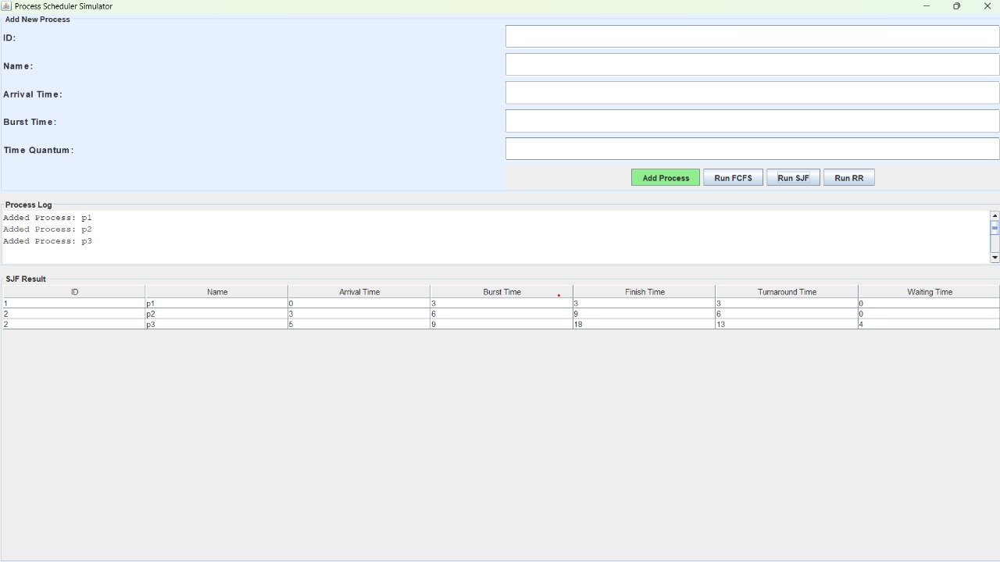 Process Scheduler Simulator
Add New Process
ID:
Name:
Arrival Time:
Burst Time:
Time Quantum:
Add Process Run FCFS Run SJF Run RR
Process Log
Added Process: p1
Added Process: p2
Added Process: p3
SJF Result
ID Name Arrival Time Burst Time Finish Time Turnaround Time Waiting Time
1 p1 0 3 3 3 0
2 p2 3 6 9 6 0
2 p3 5 9 18 13 4